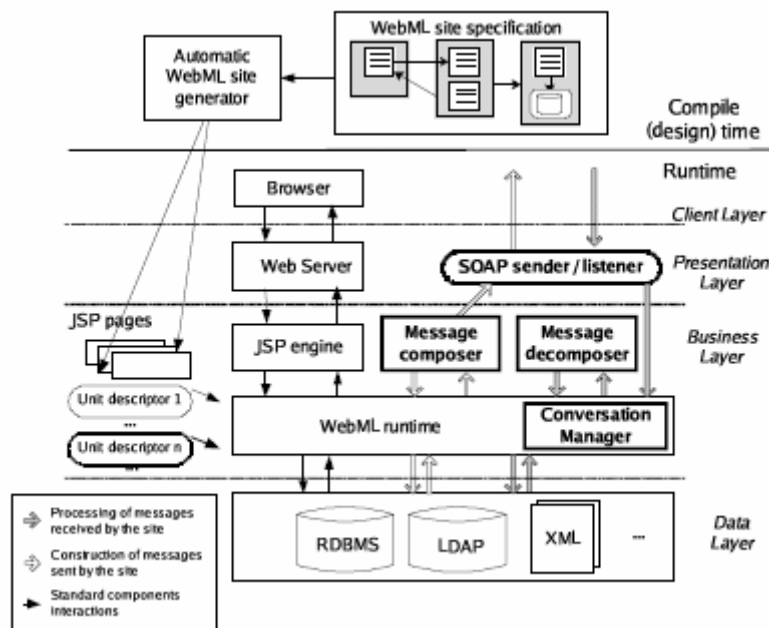 WebML site specification
Automatic
WebML site
generator
Compile
(design) time
Runtime
Browser
Client Layer
Web Server
SOAP sender / listener
Presentation
Layer
JSP pages
JSP engine
Message
composer
Message
decomposer
Business
Layer
Unit descriptor 1
...
Unit descriptor n
...
WebML runtime
Conversation
Manager
Processing of messages
received by the site
Construction of messages
sent by the site
Standard components
interactions
RDBMS
LDAP
XML
...
Data
Layer